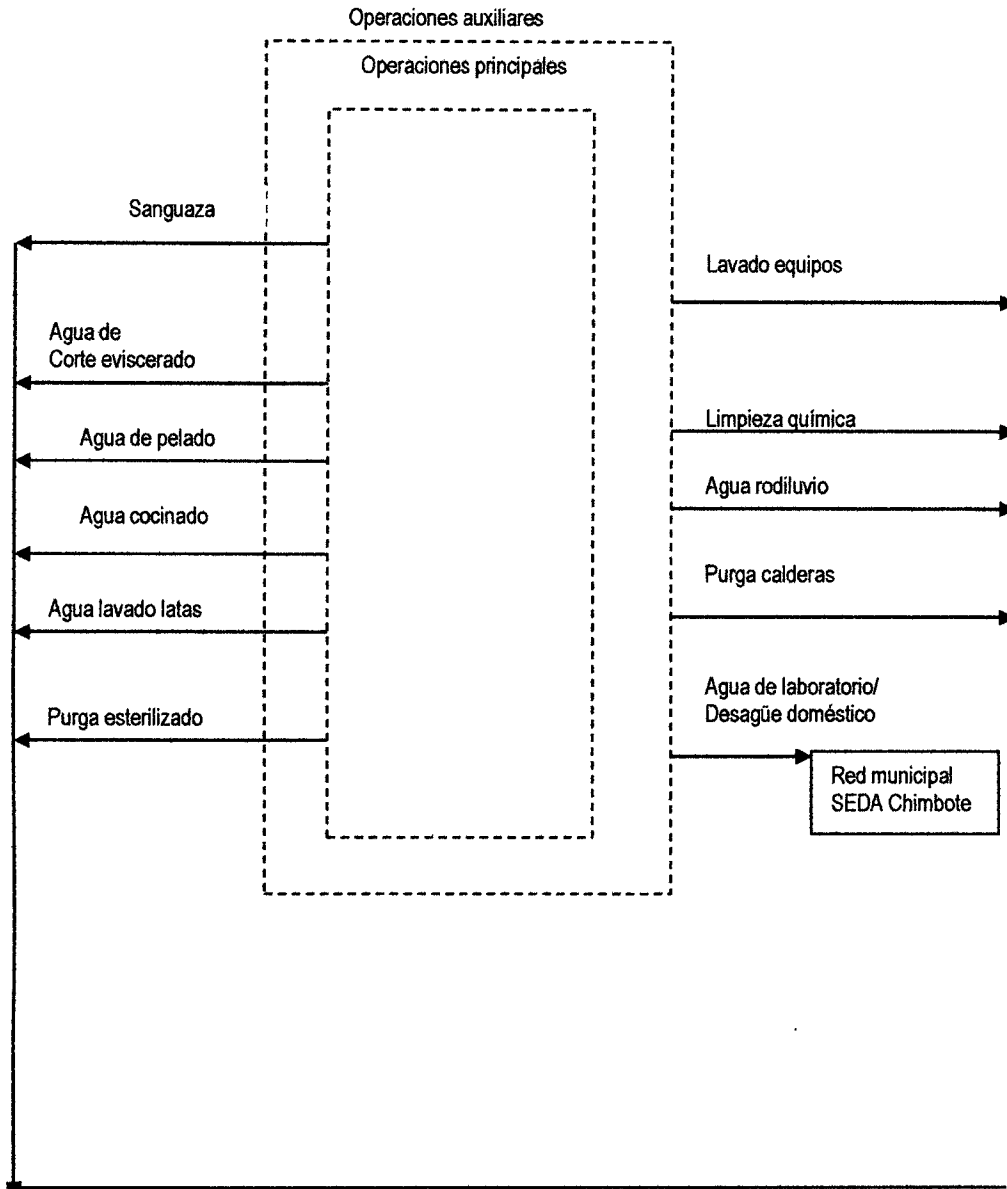 Operaciones auxiliares
Operaciones principales
Sanguaza
Agua de
Corte eviscerado
Agua de pelado
Agua cocinado
Agua lavado latas
Purga esterilizado
Lavado equipos
Limpieza química
Agua rodiluvio
Purga calderas
Agua de laboratorio/
Desagüe doméstico
Red municipal
SEDA Chimbote